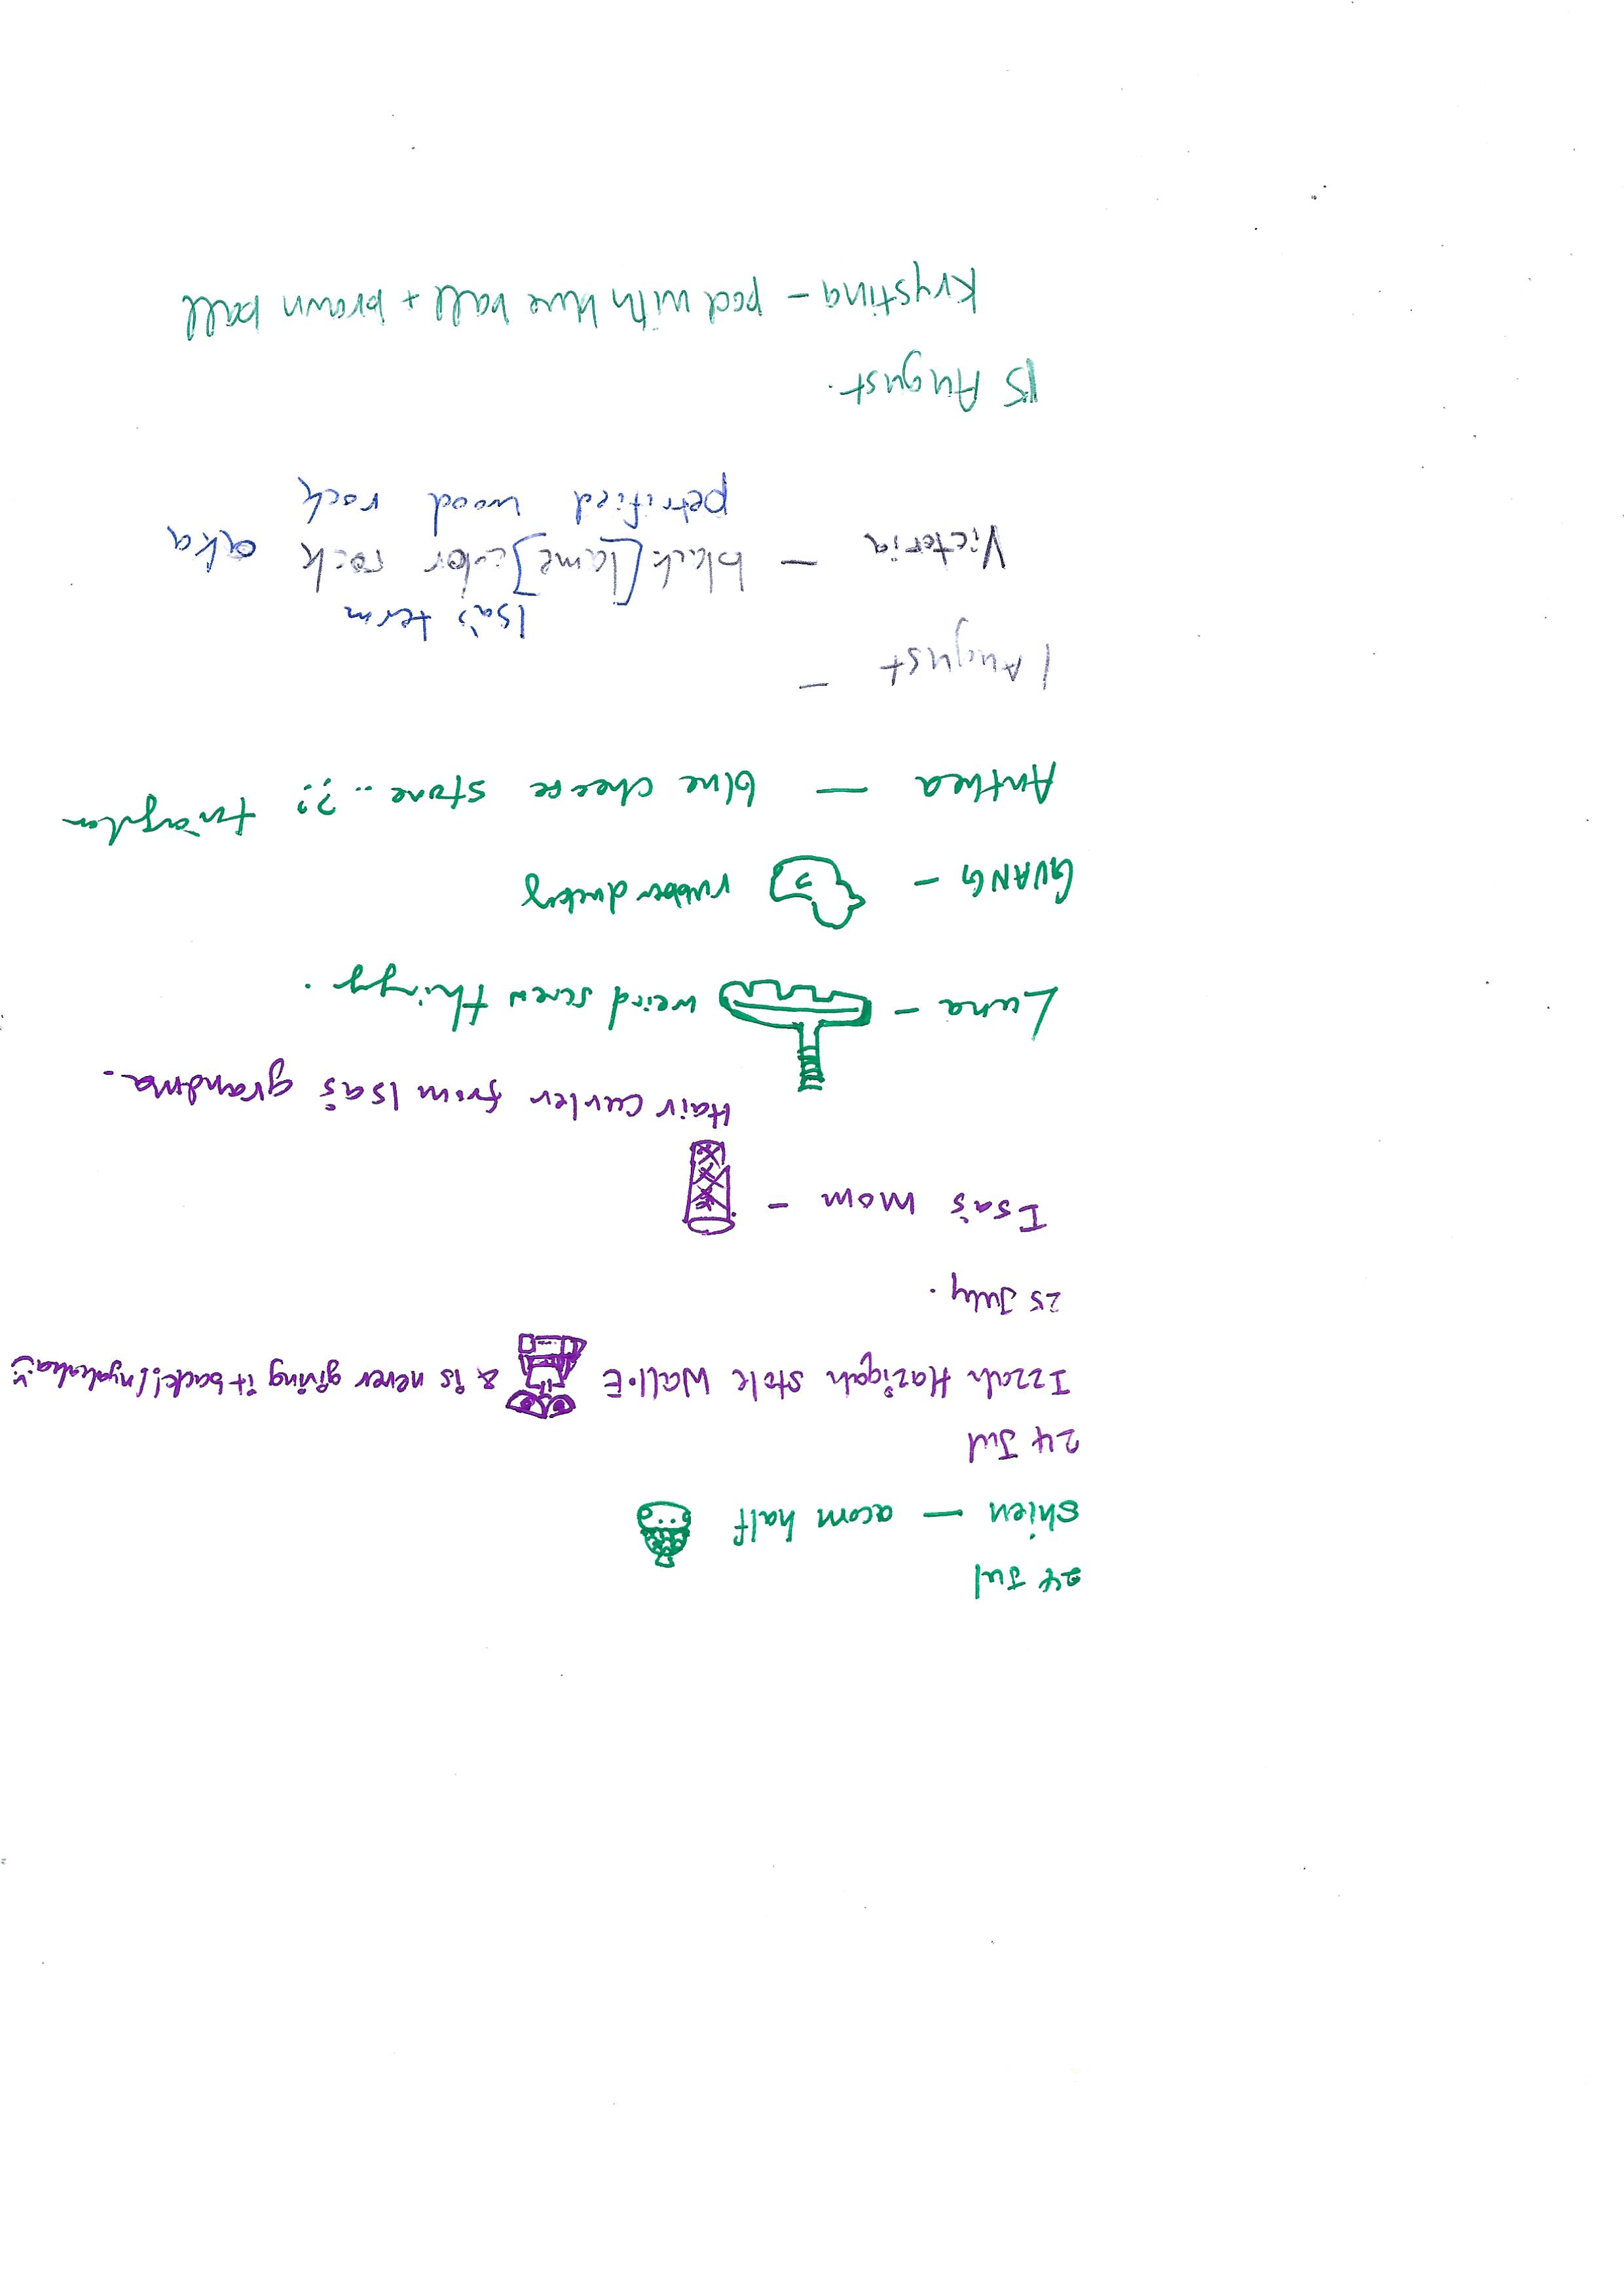 24 Jul
shien — acorn half
24 Jul
Izzah Haziqah stole Wall•E & is never giving it back!! (nyahaha
25 July.
Isa's mom -
Hair curler from Isa's grandma.
Luna - weird screw thingy.
GUANG - rubber ducky
Anthea — blue cheese stone..?? triangular
1 August —
Isa's term
Victoria — black [lame] color rock aka
petrified wood rock
15 August.
Krystina - pod with blue ball + brown ball